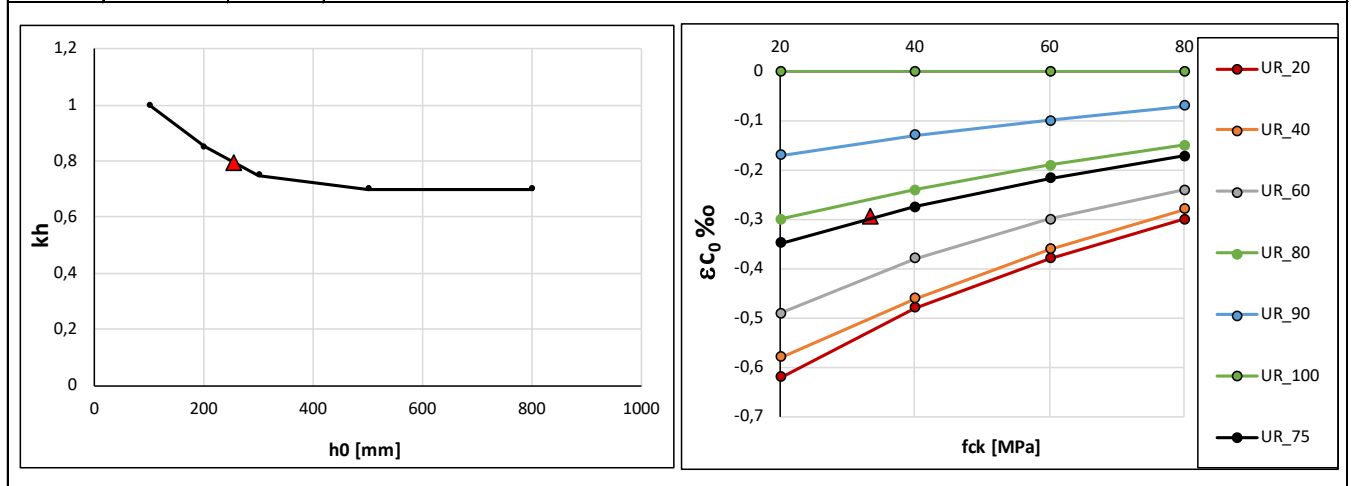 1,2
1
0,8
0,6
0,4
0,2
0
kh
0 200 400 600 800 1000
h0 [mm]
20 40 60 80
0
-0,1
-0,2
-0,3
-0,4
-0,5
-0,6
-0,7
εc₀ ‰
fck [MPa]
UR_20
UR_40
UR_60
UR_80
UR_90
UR_100
UR_75